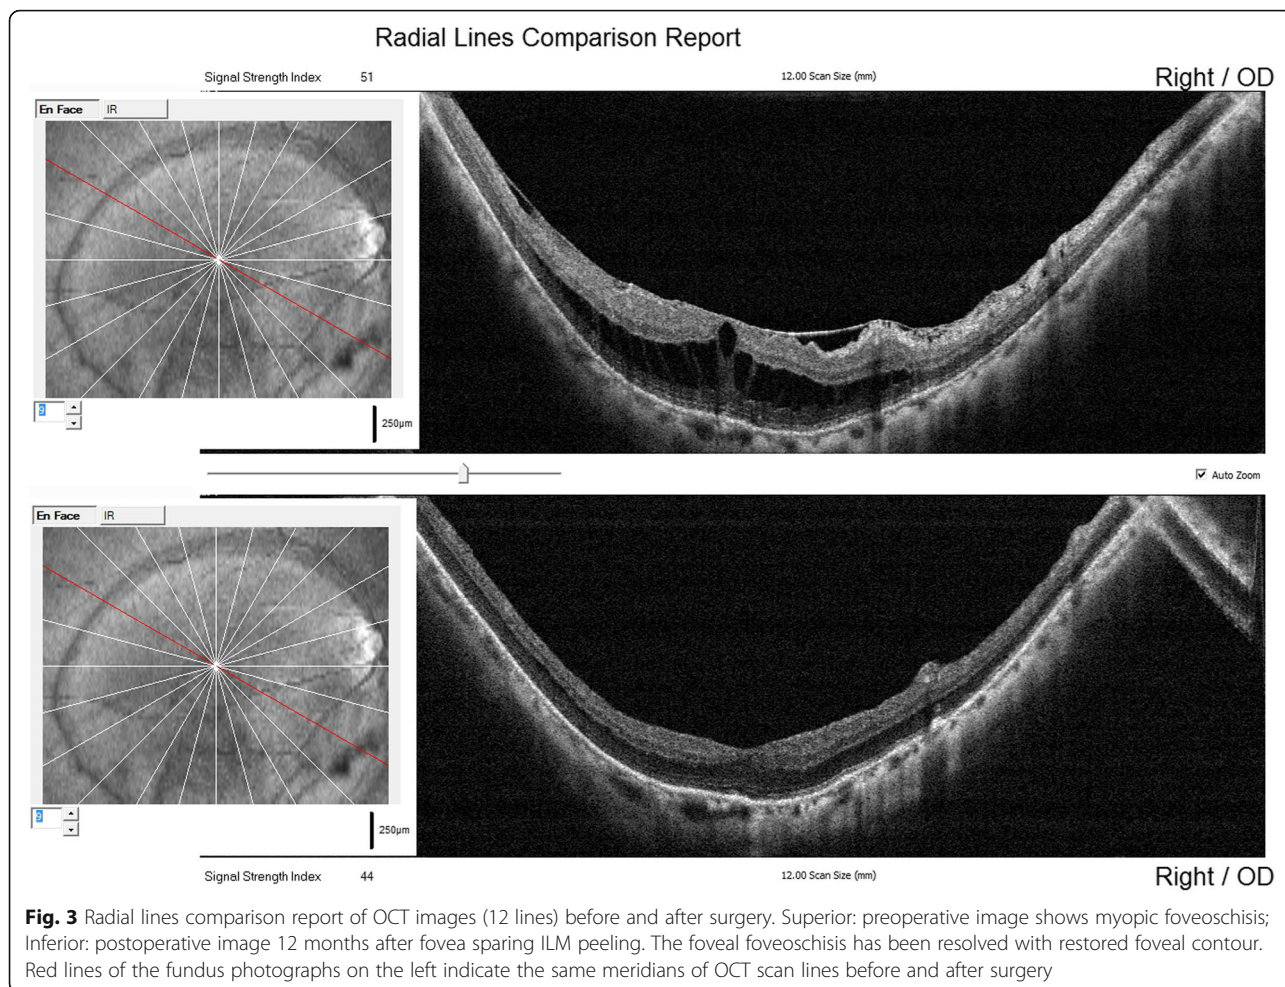 Radial Lines Comparison Report
Signal Strength Index 51 12.00 Scan Size (mm) Right / OD
En Face IR
9
250µm
Auto Zoom
En Face IR
9
250µm
Signal Strength Index 44 12.00 Scan Size (mm) Right / OD
Fig. 3 Radial lines comparison report of OCT images (12 lines) before and after surgery. Superior: preoperative image shows myopic foveoschisis;
Inferior: postoperative image 12 months after fovea sparing ILM peeling. The foveal foveoschisis has been resolved with restored foveal contour.
Red lines of the fundus photographs on the left indicate the same meridians of OCT scan lines before and after surgery